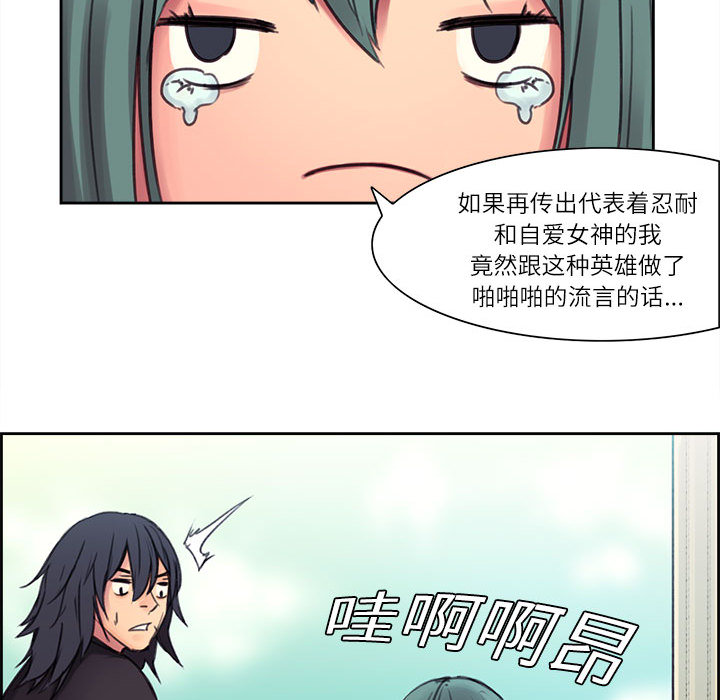 如果再传出代表着忍耐
和自爱女神的我
竟然跟这种英雄做了
啪啪啪的流言的话...
哇啊啊昂